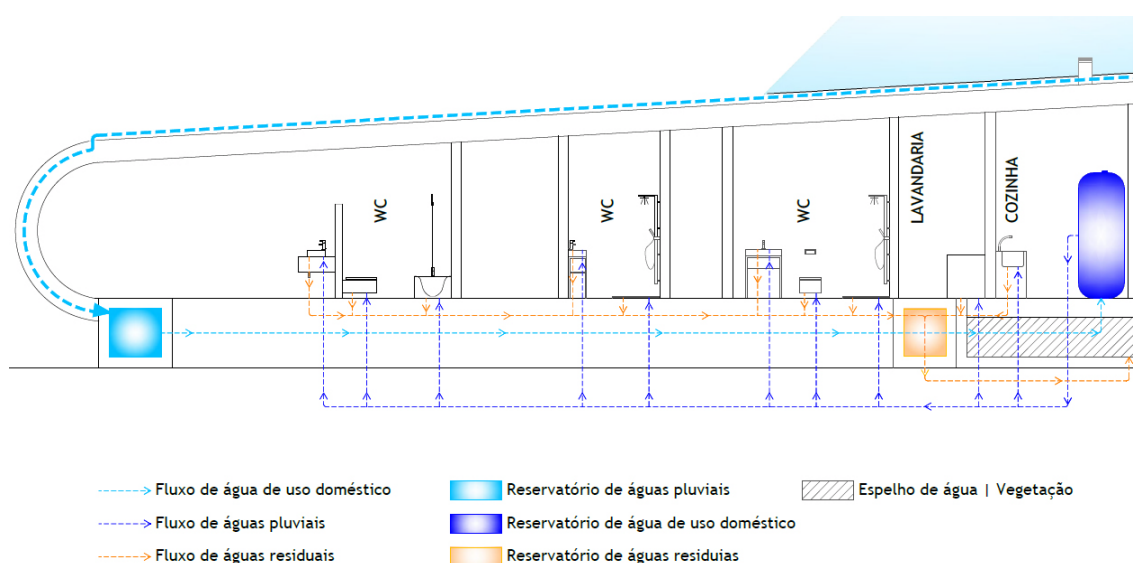 WC
WC
WC
LAVANDARIA
COZINHA
Fluxo de água de uso doméstico
Reservatório de águas pluviais
Espelho de água | Vegetação
Fluxo de águas pluviais
Reservatório de água de uso doméstico
Fluxo de águas residuais
Reservatório de águas residuias